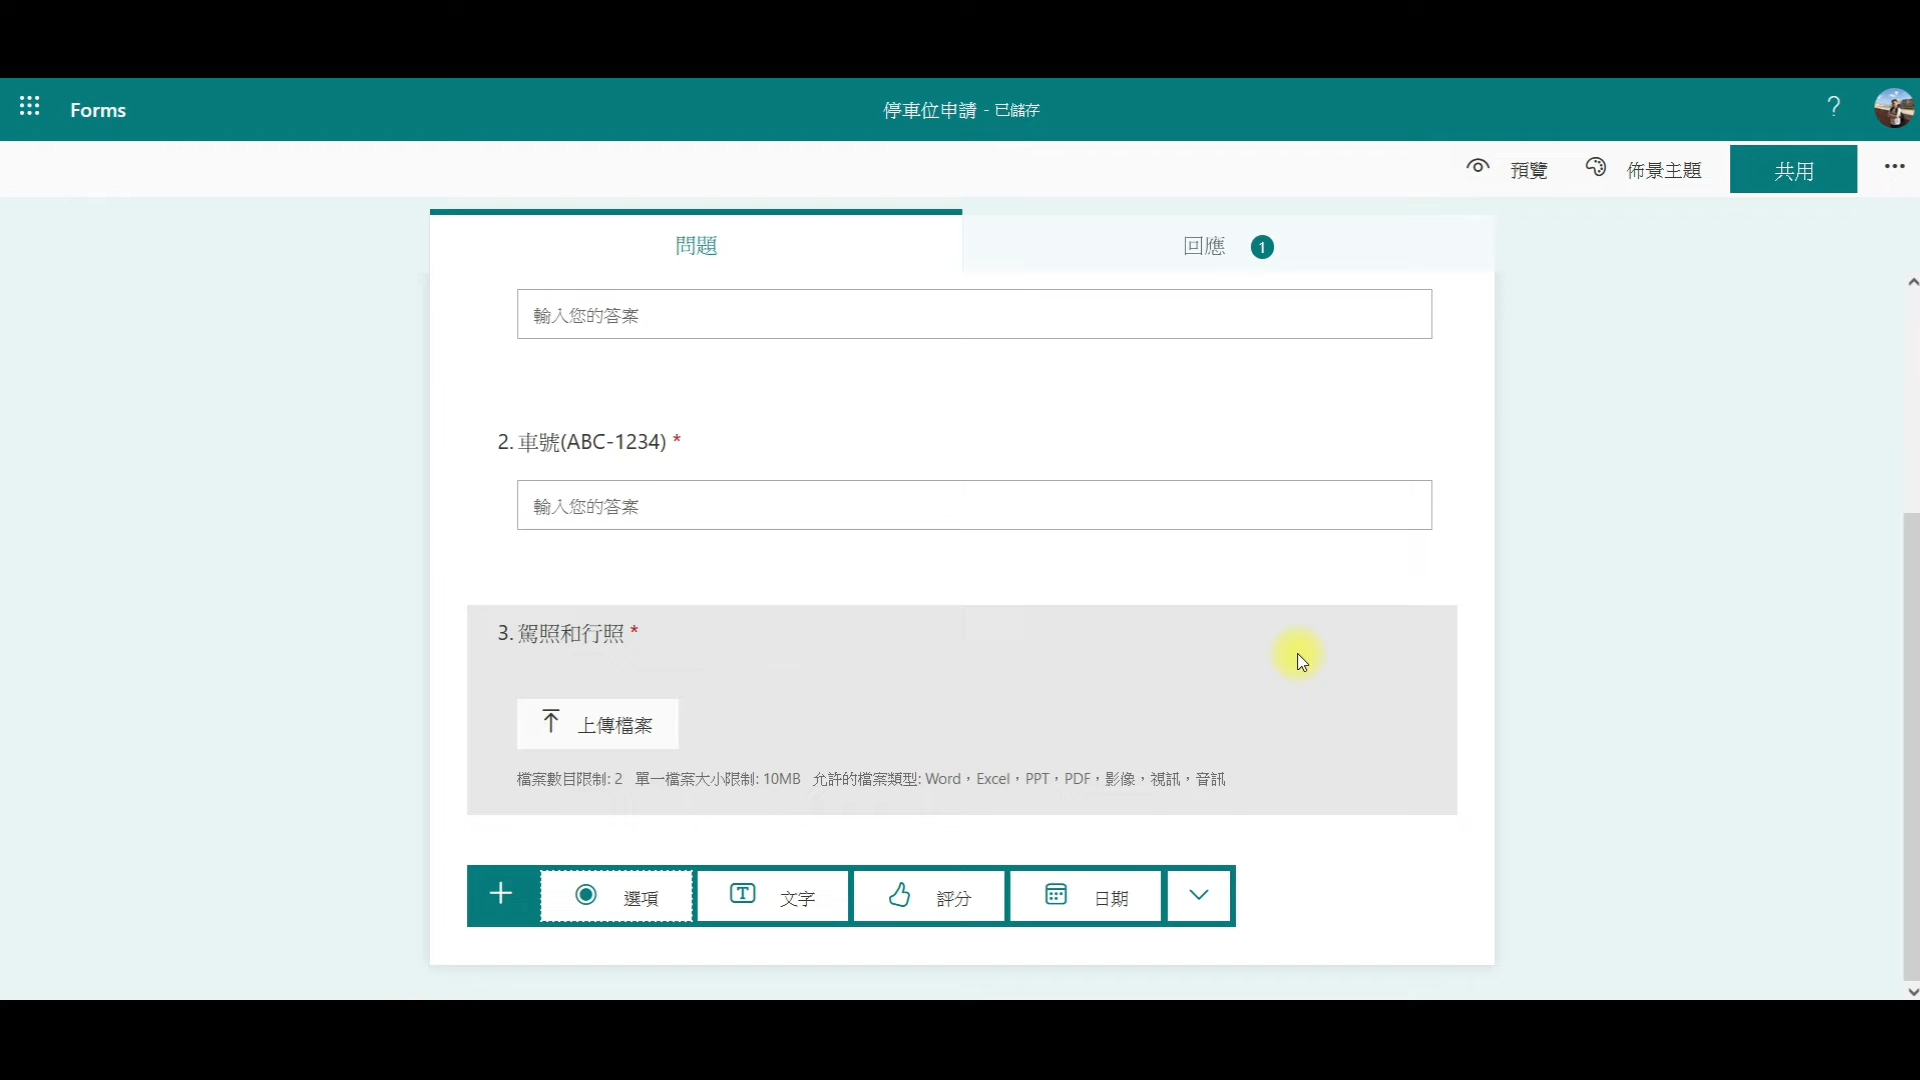 Forms
停車位申請 - 已儲存
?
預覽
佈景主題
共用
問題
回應 1
輸入您的答案
2. 車號(ABC-1234) *
輸入您的答案
3. 駕照和行照 *
上傳檔案
檔案數目限制: 2 單一檔案大小限制: 10MB 允許的檔案類型: Word，Excel，PPT，PDF，影像，視訊，音訊
選項
文字
評分
日期